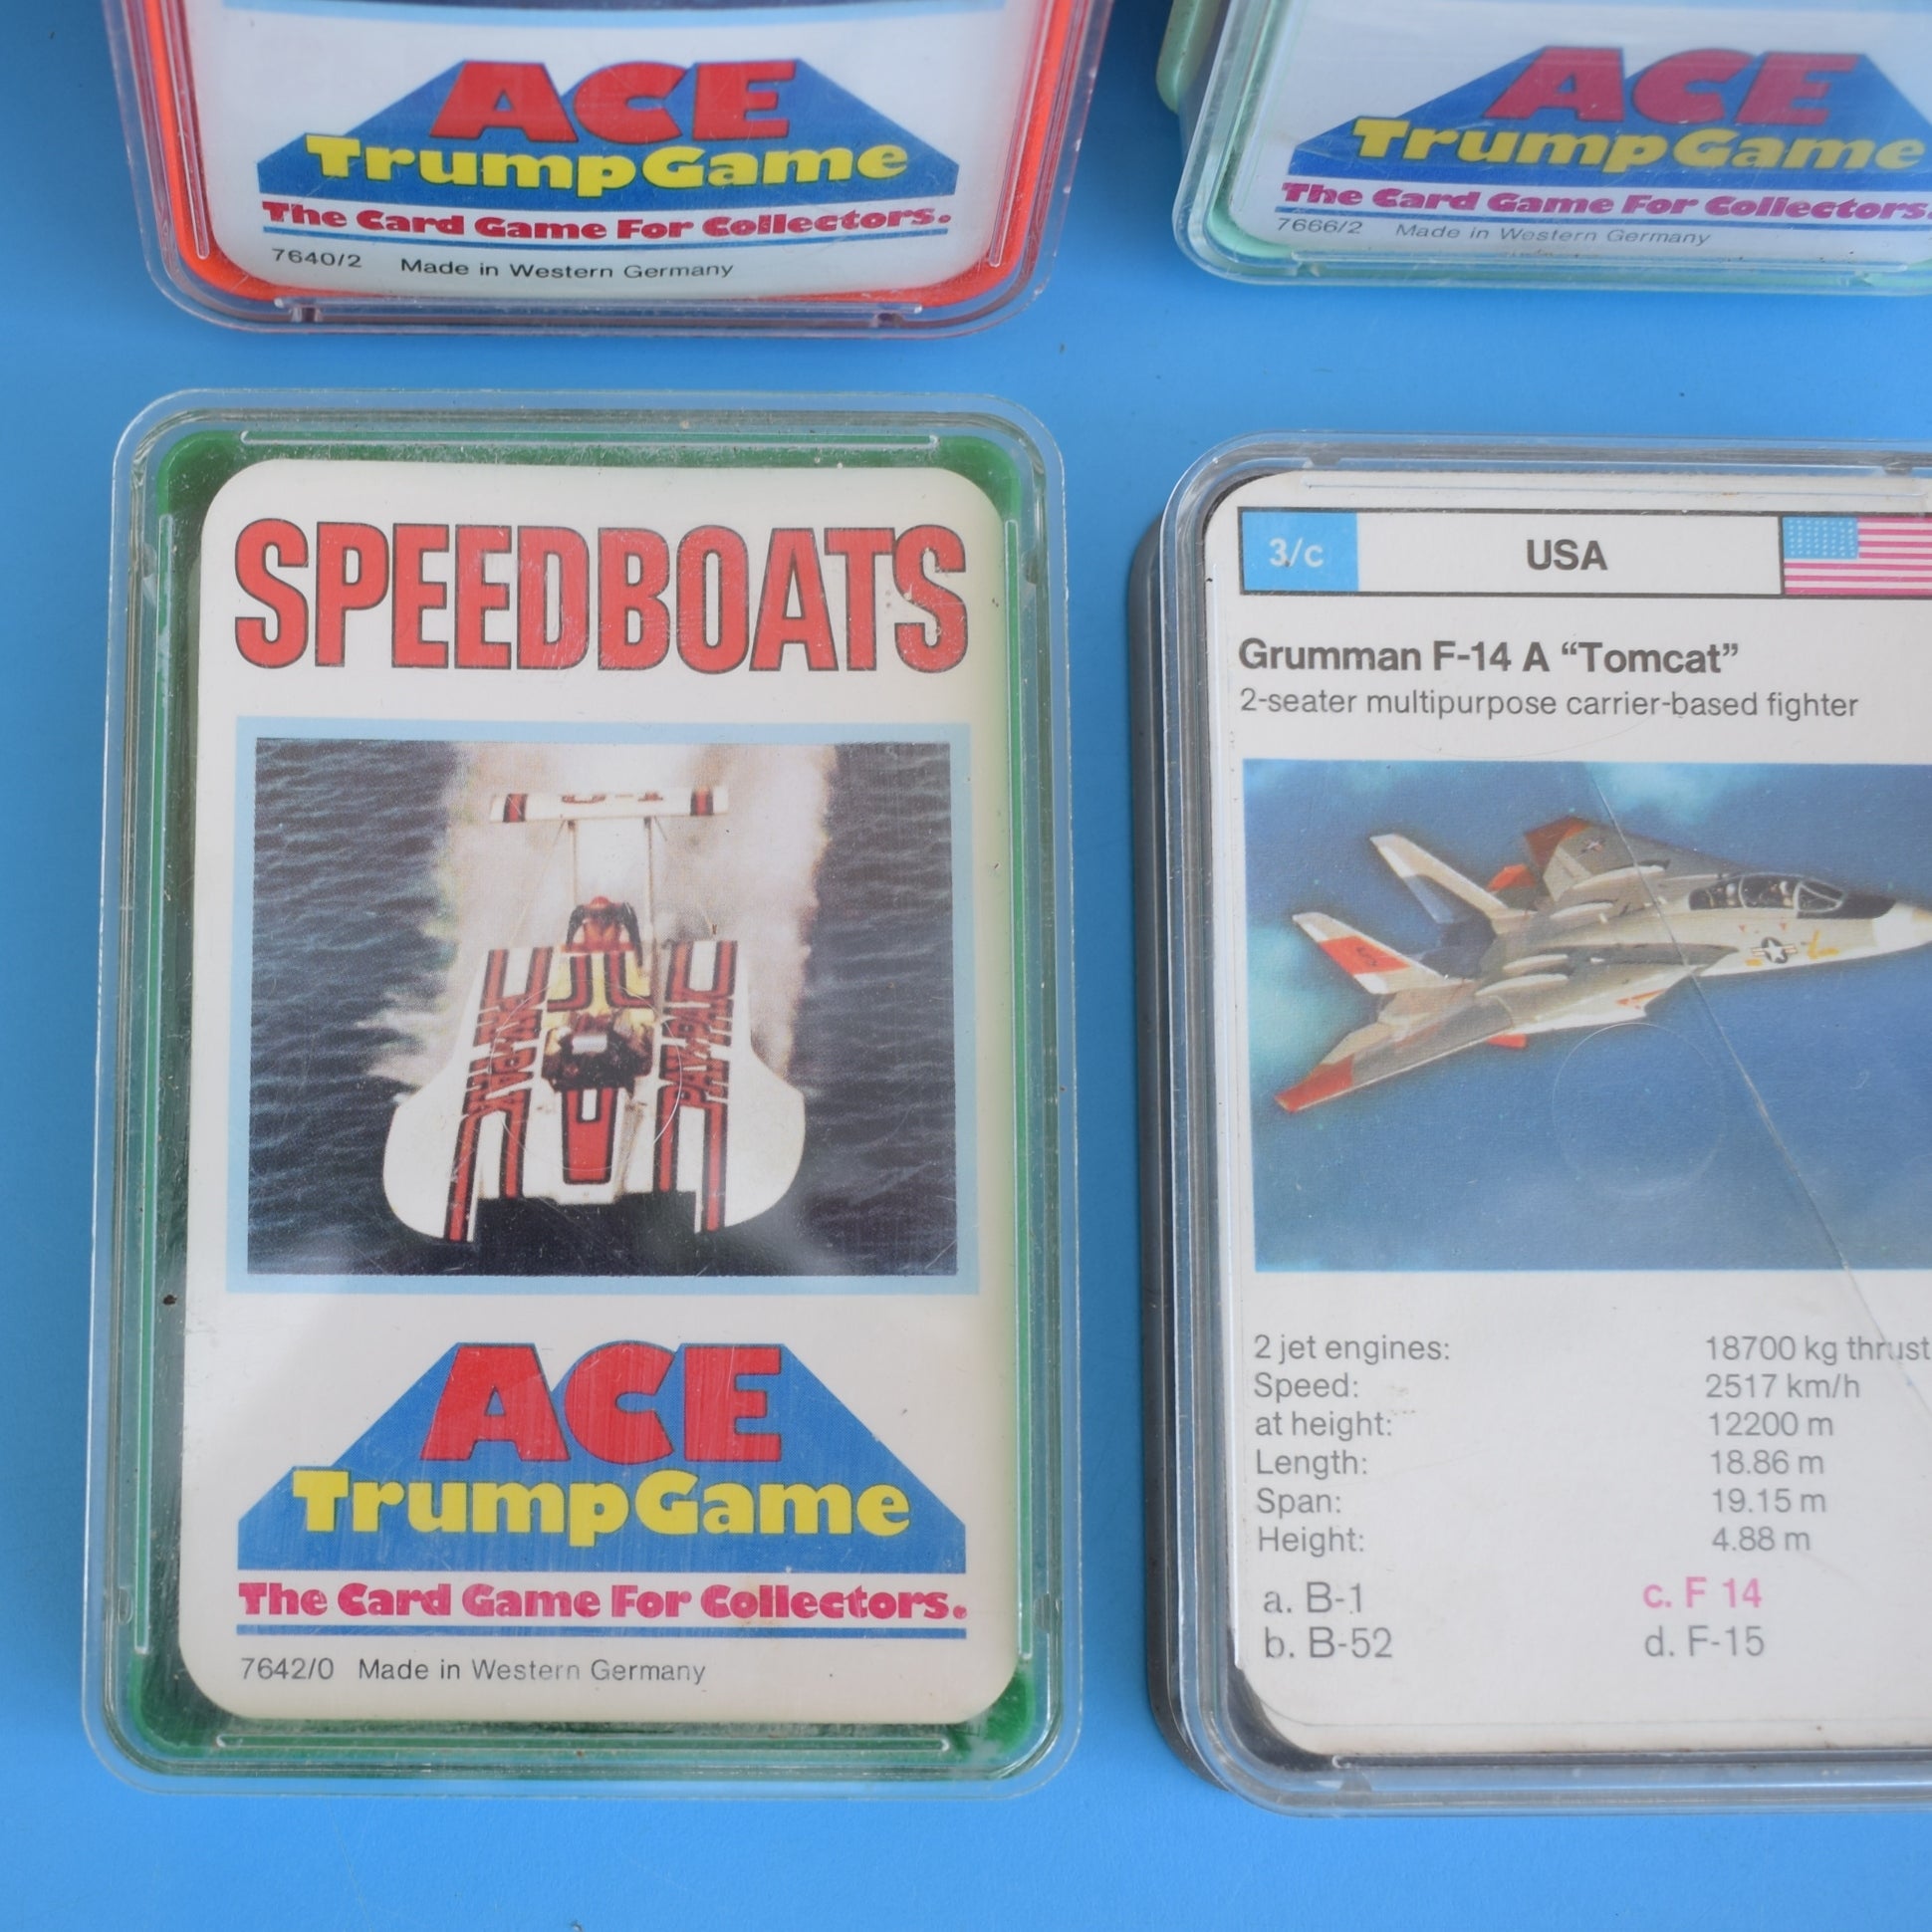 ACE
TrumpGame
The Card Game For Collectors.
7640/2 Made in Western Germany
ACE
TrumpGame
The Card Game For Collectors.
7666/2 Made in Western Germany
SPEEDBOATS
ACE
TrumpGame
The Card Game For Collectors.
7642/0 Made in Western Germany
3/c USA
Grumman F-14 A “Tomcat”
2-seater multipurpose carrier-based fighter
2 jet engines: 18700 kg thrust
Speed: 2517 km/h
at height: 12200 m
Length: 18.86 m
Span: 19.15 m
Height: 4.88 m
a. B-1 c. F 14
b. B-52 d. F-15